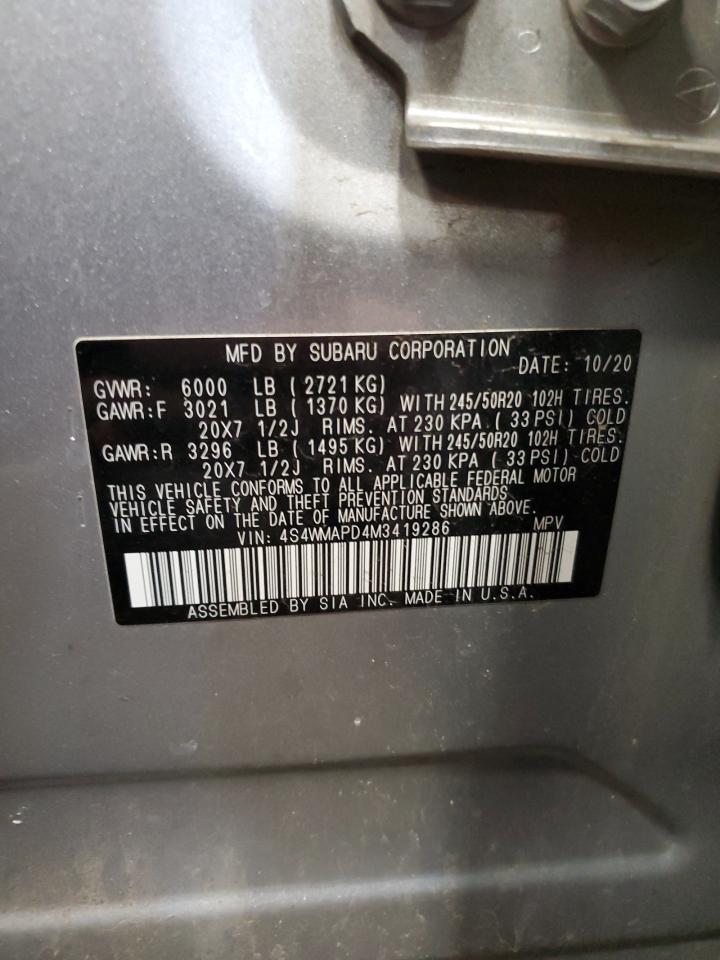 MFD BY SUBARU CORPORATION DATE: 10/20
GVWR: 6000 LB ( 2721 KG)
GAWR:F 3021 LB ( 1370 KG) WITH 245/50R20 102H TIRES.
20X7 1/2J RIMS. AT 230 KPA ( 33 PSI) COLD
GAWR:R 3296 LB ( 1495 KG) WITH 245/50R20 102H TIRES.
20X7 1/2J RIMS. AT 230 KPA ( 33 PSI) COLD
THIS VEHICLE CONFORMS TO ALL APPLICABLE FEDERAL MOTOR
VEHICLE SAFETY AND THEFT PREVENTION STANDARDS
IN EFFECT ON THE DATE OF MANUFACTURE SHOWN ABOVE.
VIN: 4S4WMAPD4M3419286 MPV
ASSEMBLED BY SIA INC. MADE IN U.S.A.